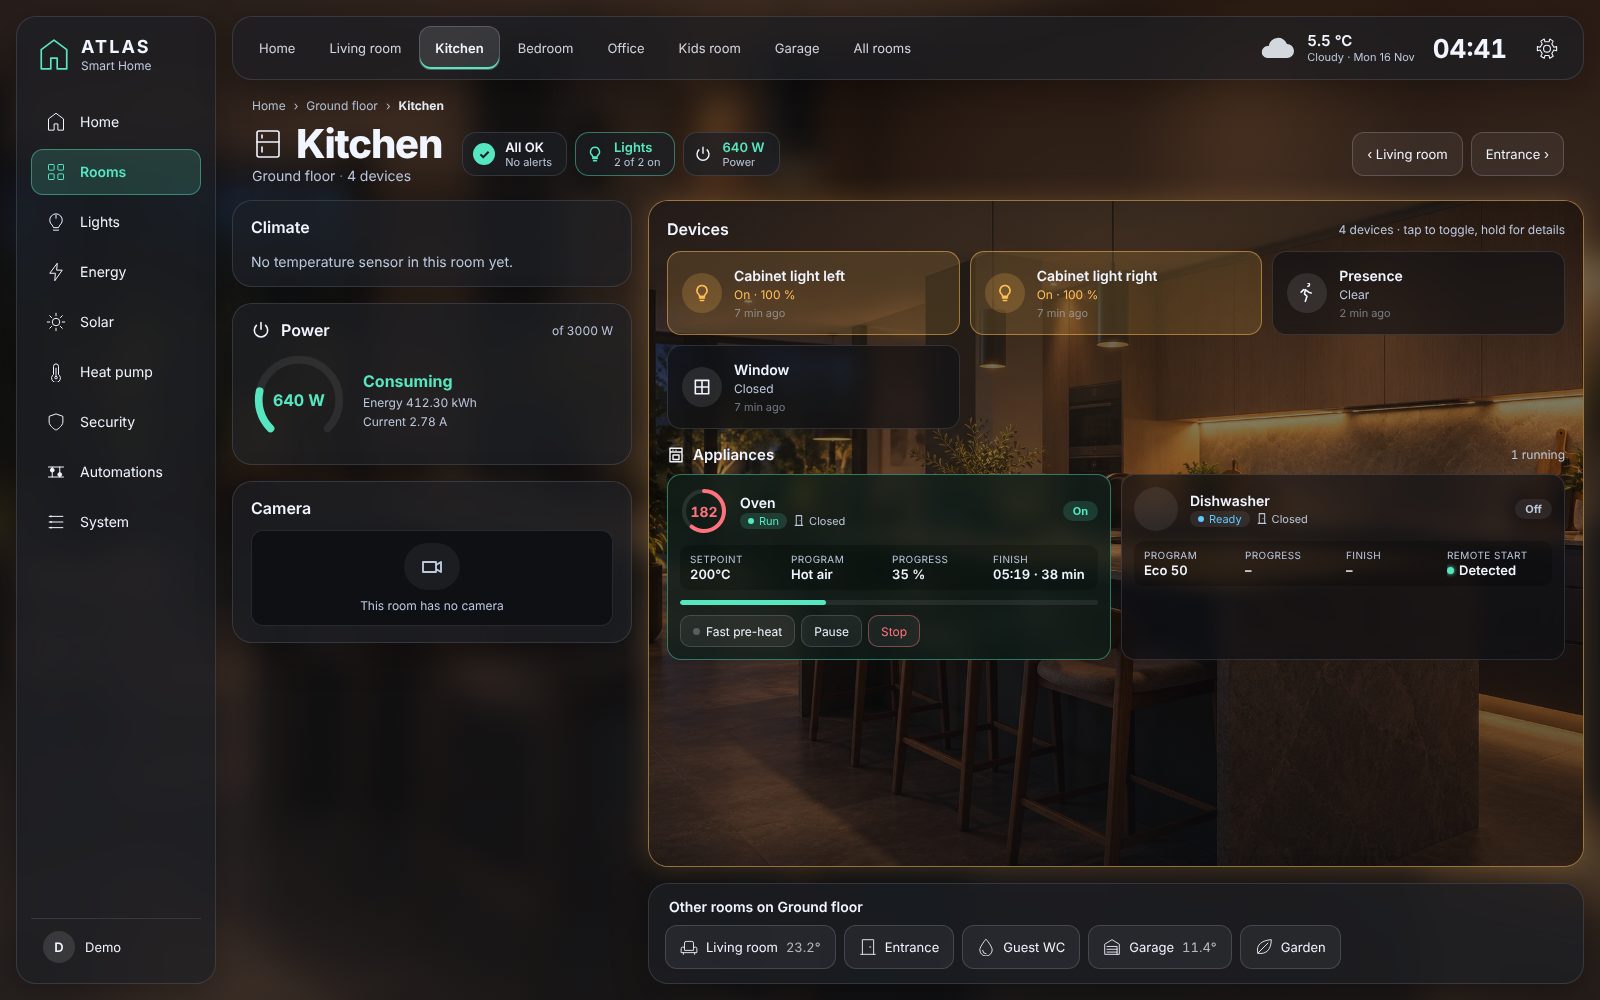 ATLAS
Smart Home
Home
Rooms
Lights
Energy
Solar
Heat pump
Security
Automations
System
D Demo
Home Living room Kitchen Bedroom Office Kids room Garage All rooms
5.5 °C
Cloudy · Mon 16 Nov
04:41
Home › Ground floor › Kitchen
Kitchen
Ground floor · 4 devices
All OK
No alerts
Lights
2 of 2 on
640 W
Power
‹ Living room
Entrance ›
Climate
No temperature sensor in this room yet.
Power
of 3000 W
640 W
Consuming
Energy 412.30 kWh
Current 2.78 A
Camera
This room has no camera
Devices
4 devices · tap to toggle, hold for details
Cabinet light left
On · 100 %
7 min ago
Cabinet light right
On · 100 %
7 min ago
Presence
Clear
2 min ago
Window
Closed
7 min ago
Appliances
1 running
182
Oven
Run Closed
On
SETPOINT PROGRAM PROGRESS FINISH
200°C Hot air 35 % 05:19 · 38 min
Fast pre-heat Pause Stop
Dishwasher
Ready Closed
Off
PROGRAM PROGRESS FINISH REMOTE START
Eco 50 – – Detected
Other rooms on Ground floor
Living room 23.2° Entrance Guest WC Garage 11.4° Garden